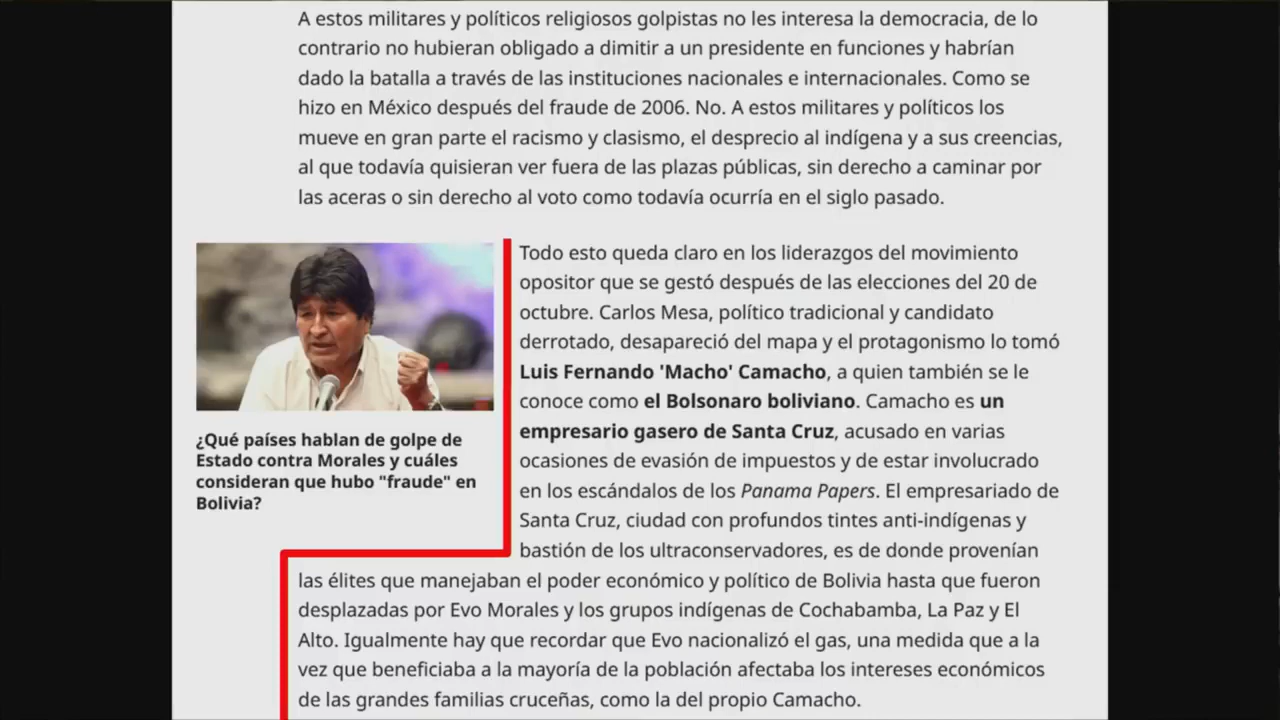 A estos militares y políticos religiosos golpistas no les interesa la democracia, de lo
contrario no hubieran obligado a dimitir a un presidente en funciones y habrían
dado la batalla a través de las instituciones nacionales e internacionales. Como se
hizo en México después del fraude de 2006. No. A estos militares y políticos los
mueve en gran parte el racismo y clasismo, el desprecio al indígena y a sus creencias,
al que todavía quisieran ver fuera de las plazas públicas, sin derecho a caminar por
las aceras o sin derecho al voto como todavía ocurría en el siglo pasado.
¿Qué países hablan de golpe de
Estado contra Morales y cuáles
consideran que hubo "fraude" en
Bolivia?
Todo esto queda claro en los liderazgos del movimiento
opositor que se gestó después de las elecciones del 20 de
octubre. Carlos Mesa, político tradicional y candidato
derrotado, desapareció del mapa y el protagonismo lo tomó
Luis Fernando 'Macho' Camacho, a quien también se le
conoce como el Bolsonaro boliviano. Camacho es un
empresario gasero de Santa Cruz, acusado en varias
ocasiones de evasión de impuestos y de estar involucrado
en los escándalos de los Panama Papers. El empresariado de
Santa Cruz, ciudad con profundos tintes anti-indígenas y
bastión de los ultraconservadores, es de donde provenían
las élites que manejaban el poder económico y político de Bolivia hasta que fueron
desplazadas por Evo Morales y los grupos indígenas de Cochabamba, La Paz y El
Alto. Igualmente hay que recordar que Evo nacionalizó el gas, una medida que a la
vez que beneficiaba a la mayoría de la población afectaba los intereses económicos
de las grandes familias cruceñas, como la del propio Camacho.